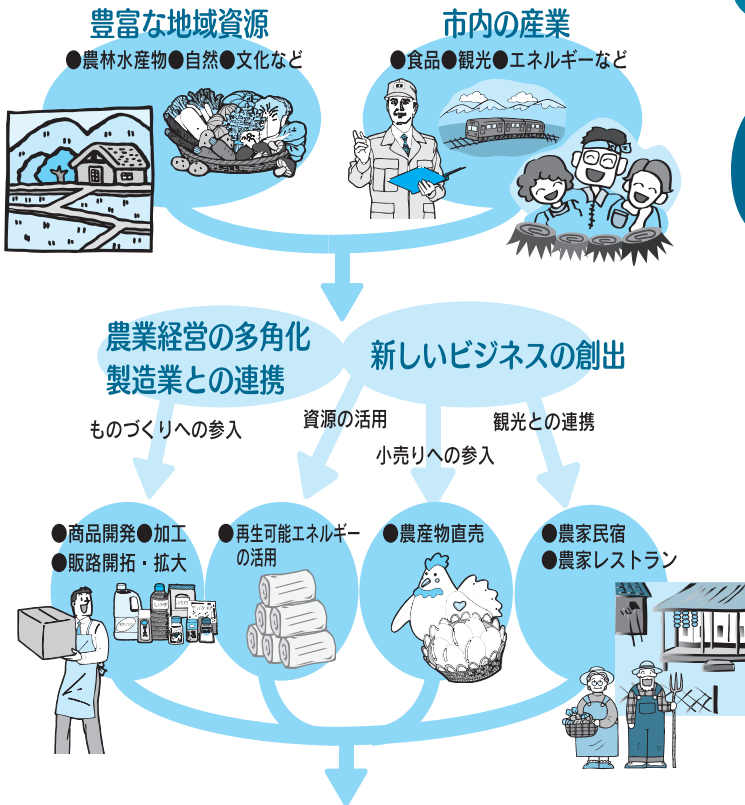 豊富な地域資源
●農林水産物●自然●文化など
市内の産業
●食品●観光●エネルギーなど
農業経営の多角化
製造業との連携
新しいビジネスの創出
ものづくりへの参入
資源の活用
小売りへの参入
観光との連携
●商品開発●加工
●販路開拓・拡大
●再生可能エネルギー
の活用
●農産物直売
●農家民宿
●農家レストラン